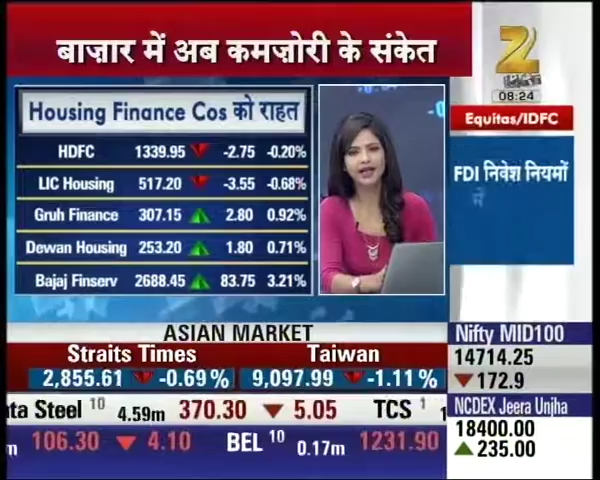 बाज़ार में अब कमज़ोरी के संकेत
08:24
Housing Finance Cos को राहत
HDFC 1339.95 -2.75 -0.20%
LIC Housing 517.20 -3.55 -0.68%
Gruh Finance 307.15 2.80 0.92%
Dewan Housing 253.20 1.80 0.71%
Bajaj Finserv 2688.45 83.75 3.21%
Equitas/IDFC
FDI निवेश नियमों
में
ASIAN MARKET
Straits Times Taiwan
2,855.61 -0.69% 9,097.99 -1.11%
Nifty MID100
14714.25
172.9
ta Steel 10 4.59m 370.30 5.05 TCS 1 1
m 106.30 4.10 BEL 10 0.17m 1231.90
NCDEX Jeera Unjha
18400.00
235.00